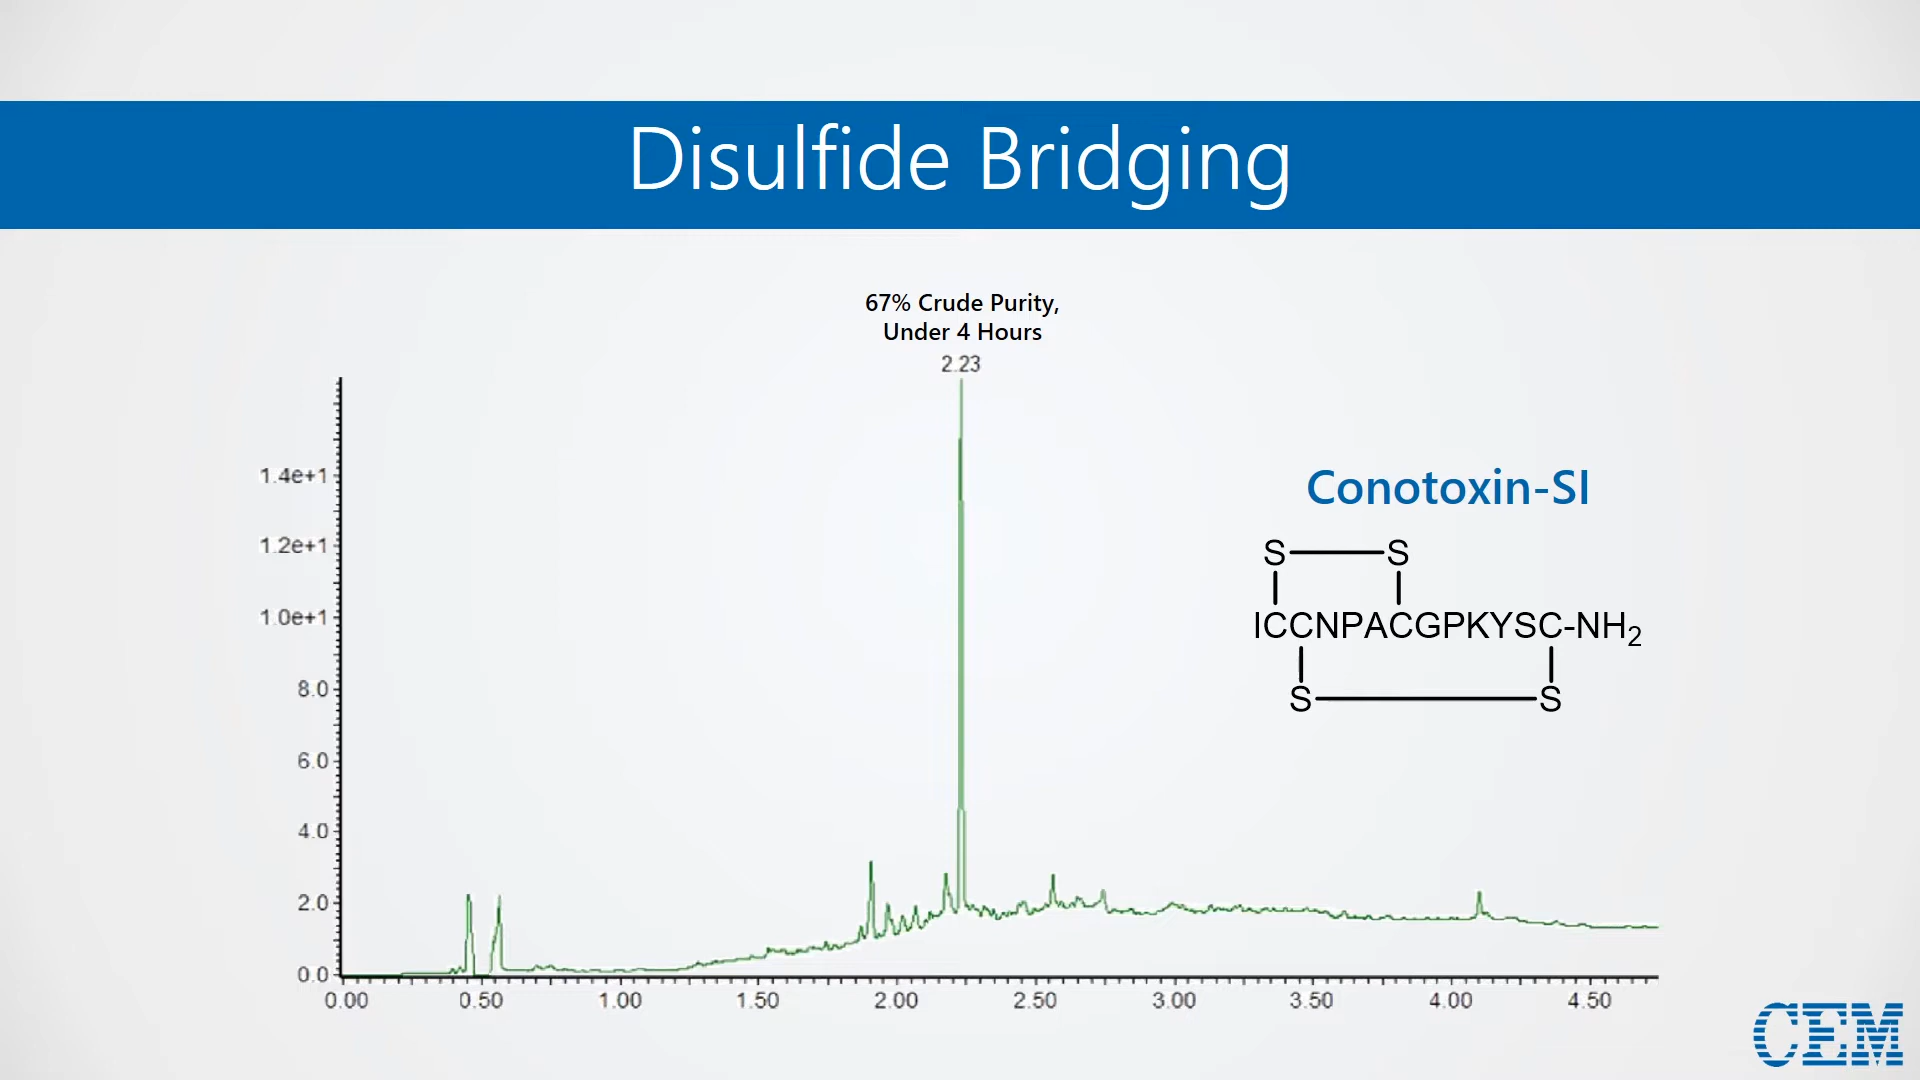 Disulfide Bridging
67% Crude Purity,
Under 4 Hours
2.23
1.4e+1
1.2e+1
1.0e+1
8.0
6.0
4.0
2.0
0.0
0.00 0.50 1.00 1.50 2.00 2.50 3.00 3.50 4.00 4.50
Conotoxin-SI
S S
ICCNPACGPKYSC-NH₂
S S
CEM